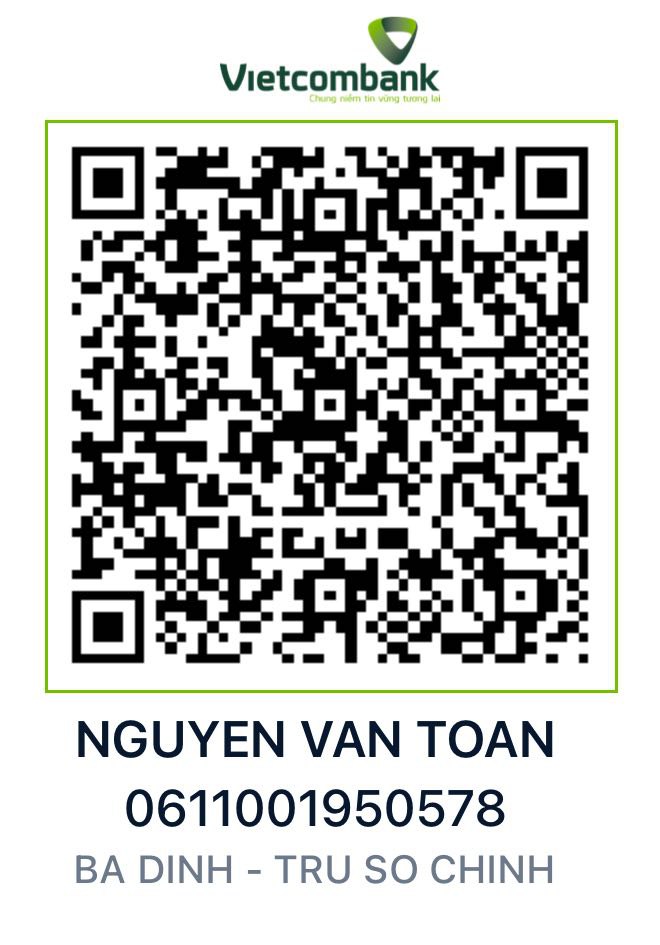 Vietcombank
Chung niềm tin vững tương lai
NGUYEN VAN TOAN
0611001950578
BA DINH - TRU SO CHINH